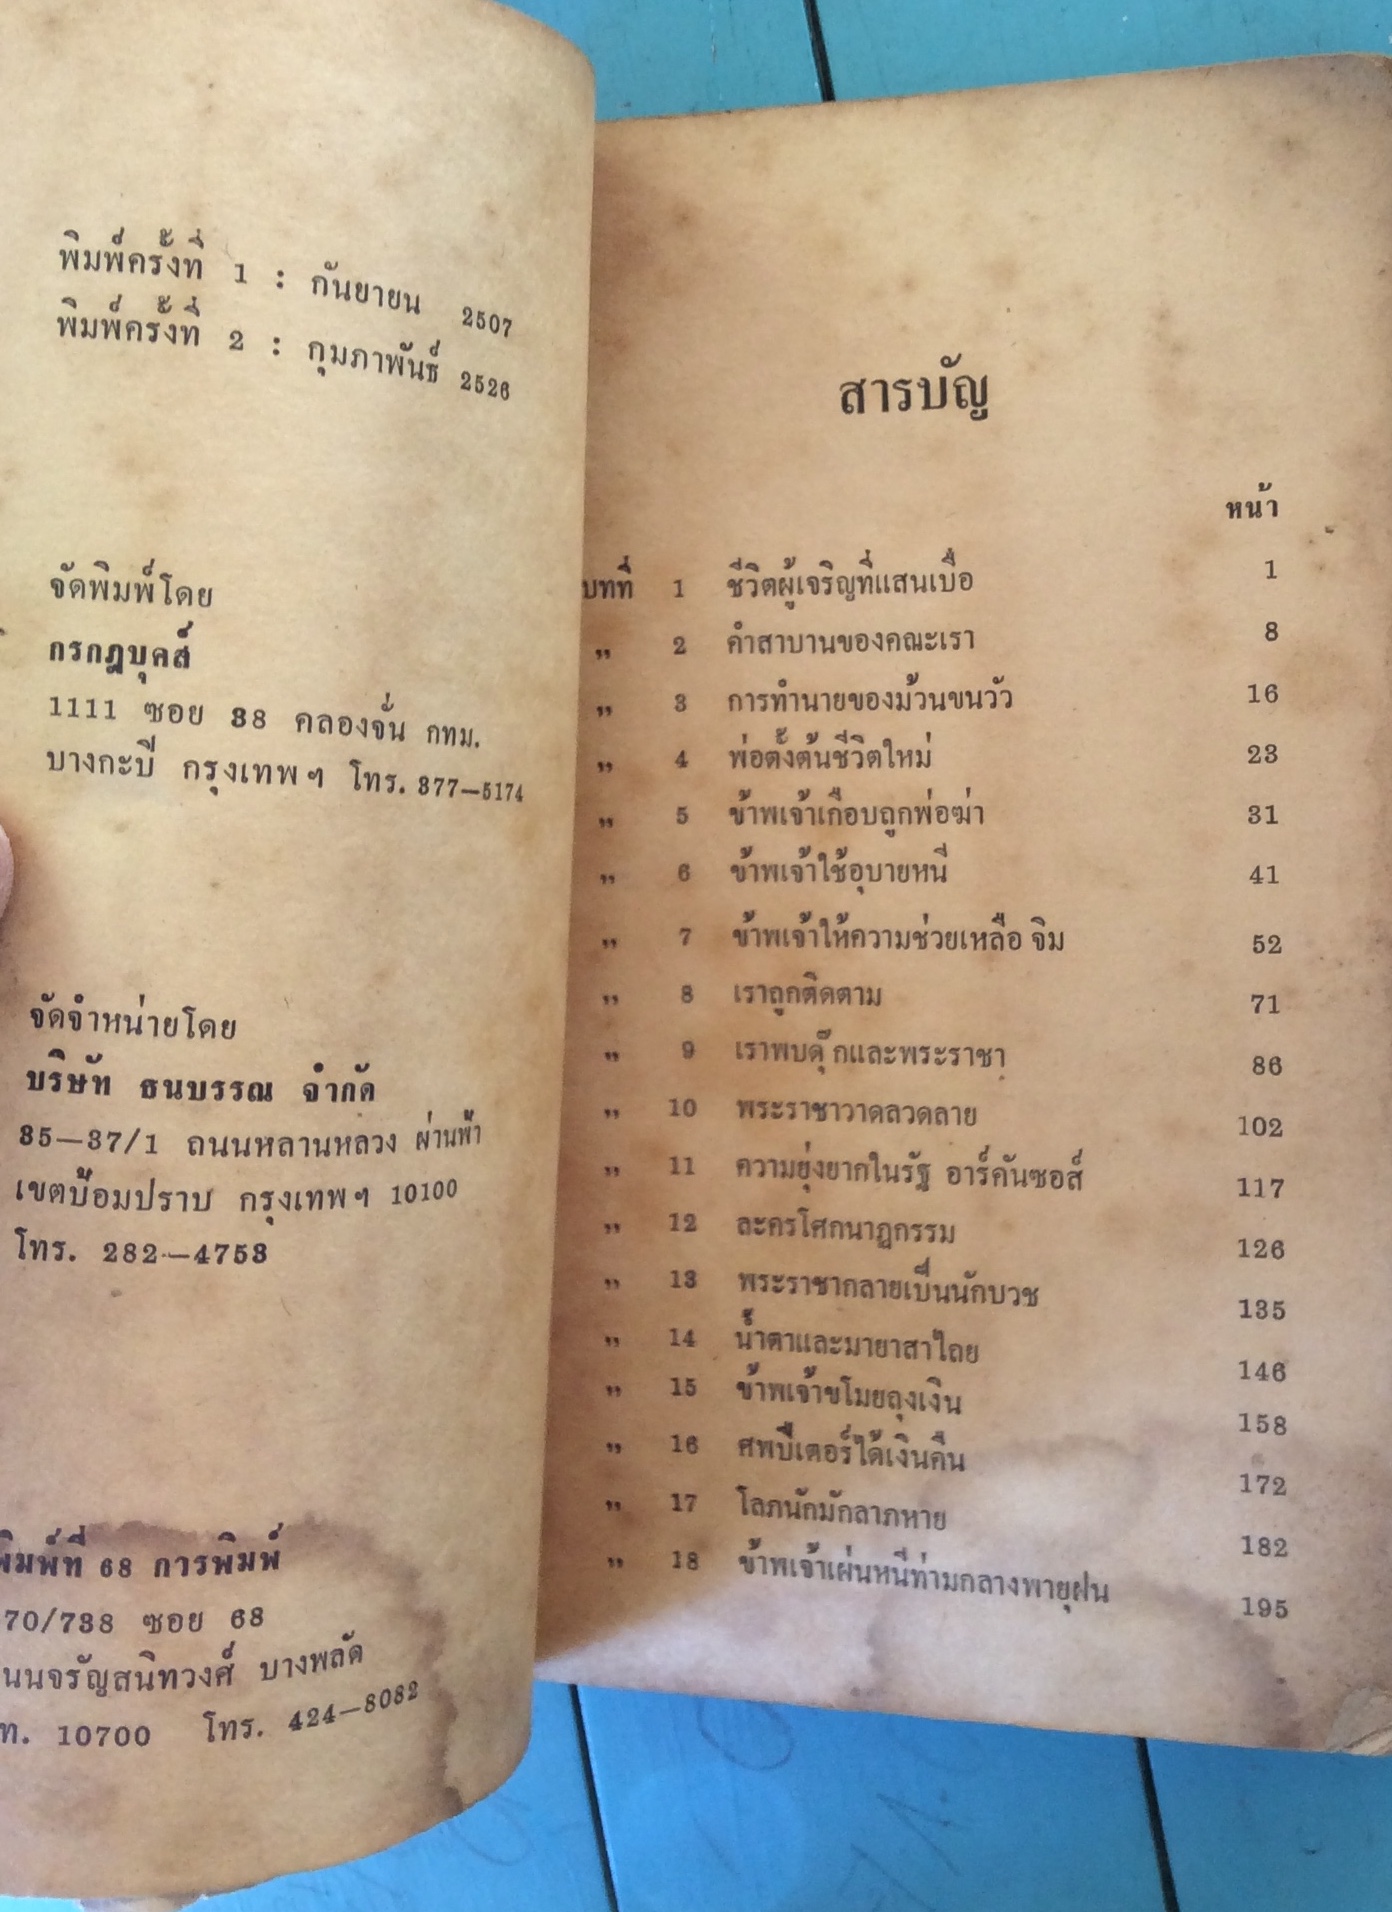 พิมพ์ครั้งที่ 1 : กันยายน 2507
พิมพ์ครั้งที่ 2 : กุมภาพันธ์ 2526
จัดพิมพ์โดย
กรกฎบุคส์
1111 ซอย 38 คลองจั่น กทม.
บางกะปี กรุงเทพฯ โทร. 377—5174
จัดจำหน่ายโดย
บริษัท ธนบรรณ จำกัด
35—37/1 ถนนหลานหลวง ผ่านฟ้า
เขตป้อมปราบ กรุงเทพฯ 10100
โทร. 282—4753
พิมพ์ที่ 68 การพิมพ์
70/738 ซอย 68
นนจรัญสนิทวงศ์ บางพลัด
ท. 10700 โทร. 424—8082
สารบัญ
หน้า
บทที่ 1 ชีวิตผู้เจริญที่แสนเบื่อ 1
„ 2 คำสาบานของคณะเรา 8
„ 3 การทำนายของม้วนขนวัว 16
„ 4 พ่อตั้งต้นชีวิตใหม่ 23
„ 5 ข้าพเจ้าเกือบถูกพ่อฆ่า 31
„ 6 ข้าพเจ้าใช้อุบายหนี 41
„ 7 ข้าพเจ้าให้ความช่วยเหลือ จิม 52
„ 8 เราถูกติดตาม 71
„ 9 เราพบดุ๊กและพระราชา 86
„ 10 พระราชาวาดลวดลาย 102
„ 11 ความยุ่งยากในรัฐ อาร์คันซอส์ 117
„ 12 ละครโศกนาฏกรรม 126
„ 13 พระราชากลายเป็นนักบวช 135
„ 14 น้ำตาและมายาสาไถย 146
„ 15 ข้าพเจ้าขโมยถุงเงิน 158
„ 16 ศพปีเตอร์ได้เงินคืน 172
„ 17 โลภนักมักลาภหาย 182
„ 18 ข้าพเจ้าเผ่นหนีท่ามกลางพายุฝน 195